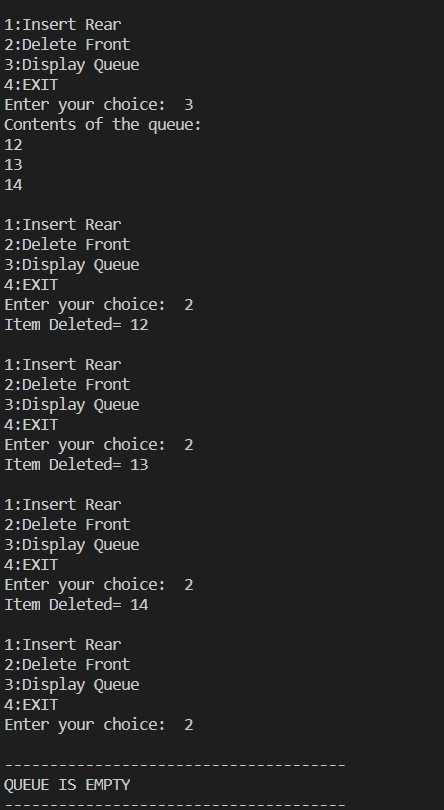 1:Insert Rear
2:Delete Front
3:Display Queue
4:EXIT
Enter your choice:  3
Contents of the queue:
12
13
14

1:Insert Rear
2:Delete Front
3:Display Queue
4:EXIT
Enter your choice:  2
Item Deleted= 12

1:Insert Rear
2:Delete Front
3:Display Queue
4:EXIT
Enter your choice:  2
Item Deleted= 13

1:Insert Rear
2:Delete Front
3:Display Queue
4:EXIT
Enter your choice:  2
Item Deleted= 14

1:Insert Rear
2:Delete Front
3:Display Queue
4:EXIT
Enter your choice:  2

--------------------------------------
QUEUE IS EMPTY
--------------------------------------